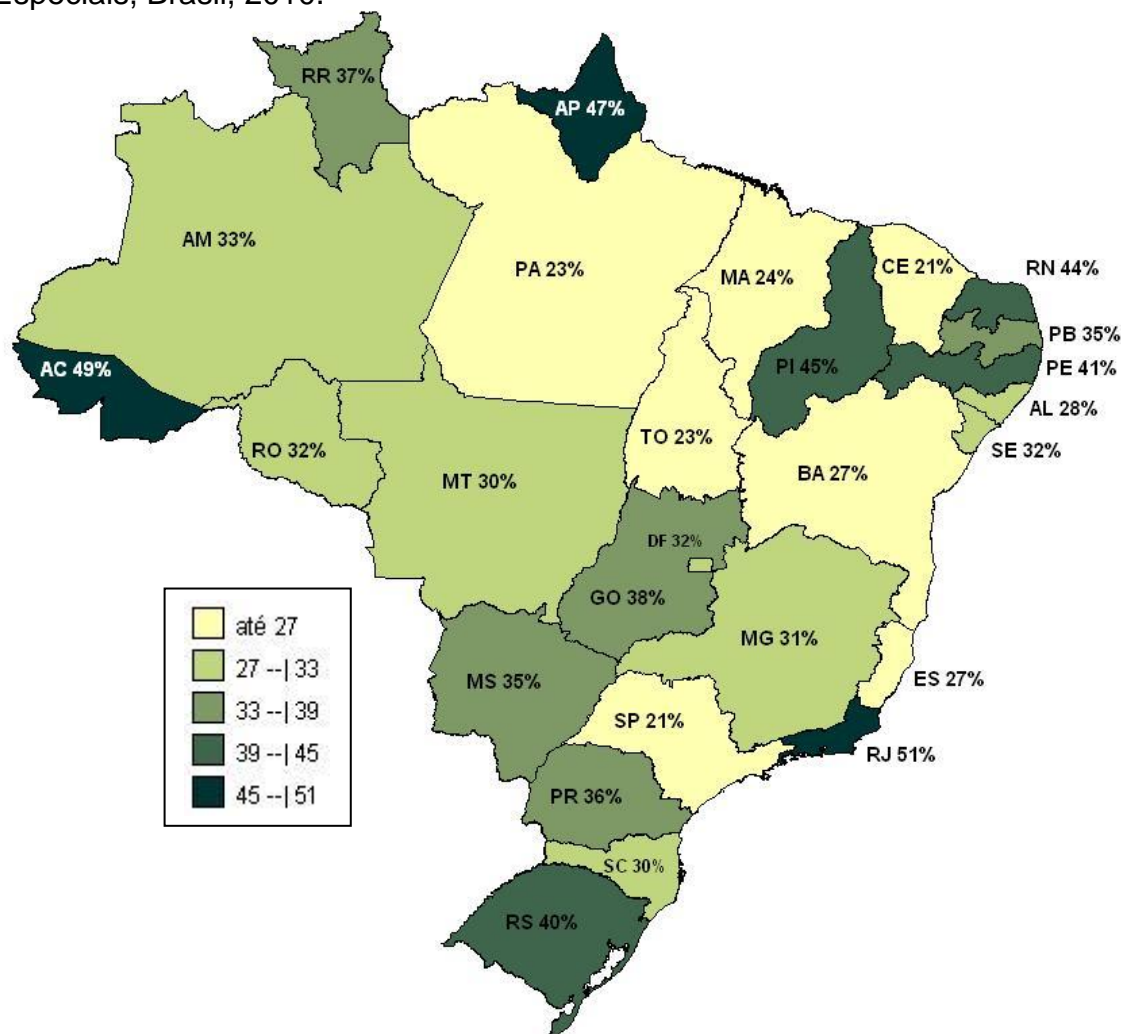 Especiais, Brasil, 2010.
RR 37%
AP 47%
AM 33%
PA 23%
MA 24%
CE 21%
RN 44%
PB 35%
PI 45%
PE 41%
AC 49%
AL 28%
TO 23%
SE 32%
RO 32%
BA 27%
MT 30%
DF 32%
GO 38%
MG 31%
MS 35%
ES 27%
SP 21%
RJ 51%
PR 36%
SC 30%
RS 40%
até 27
27 --| 33
33 --| 39
39 --| 45
45 --| 51